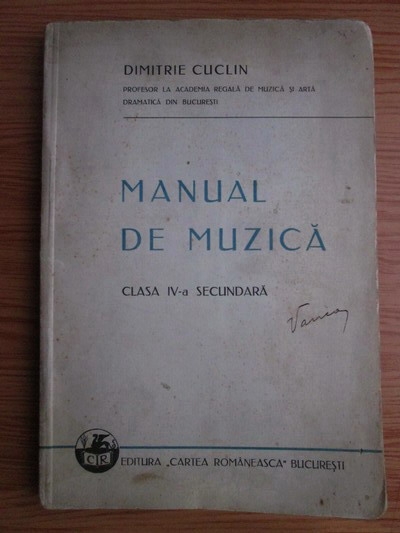 DIMITRIE CUCLIN
PROFESOR LA ACADEMIA REGALĂ DE MUZICĂ ȘI ARTĂ
DRAMATICĂ DIN BUCUREȘTI
MANUAL
DE MUZICĂ
CLASA IV-a SECUNDARĂ
C R
EDITURA „CARTEA ROMÂNEASCA" BUCUREȘTI